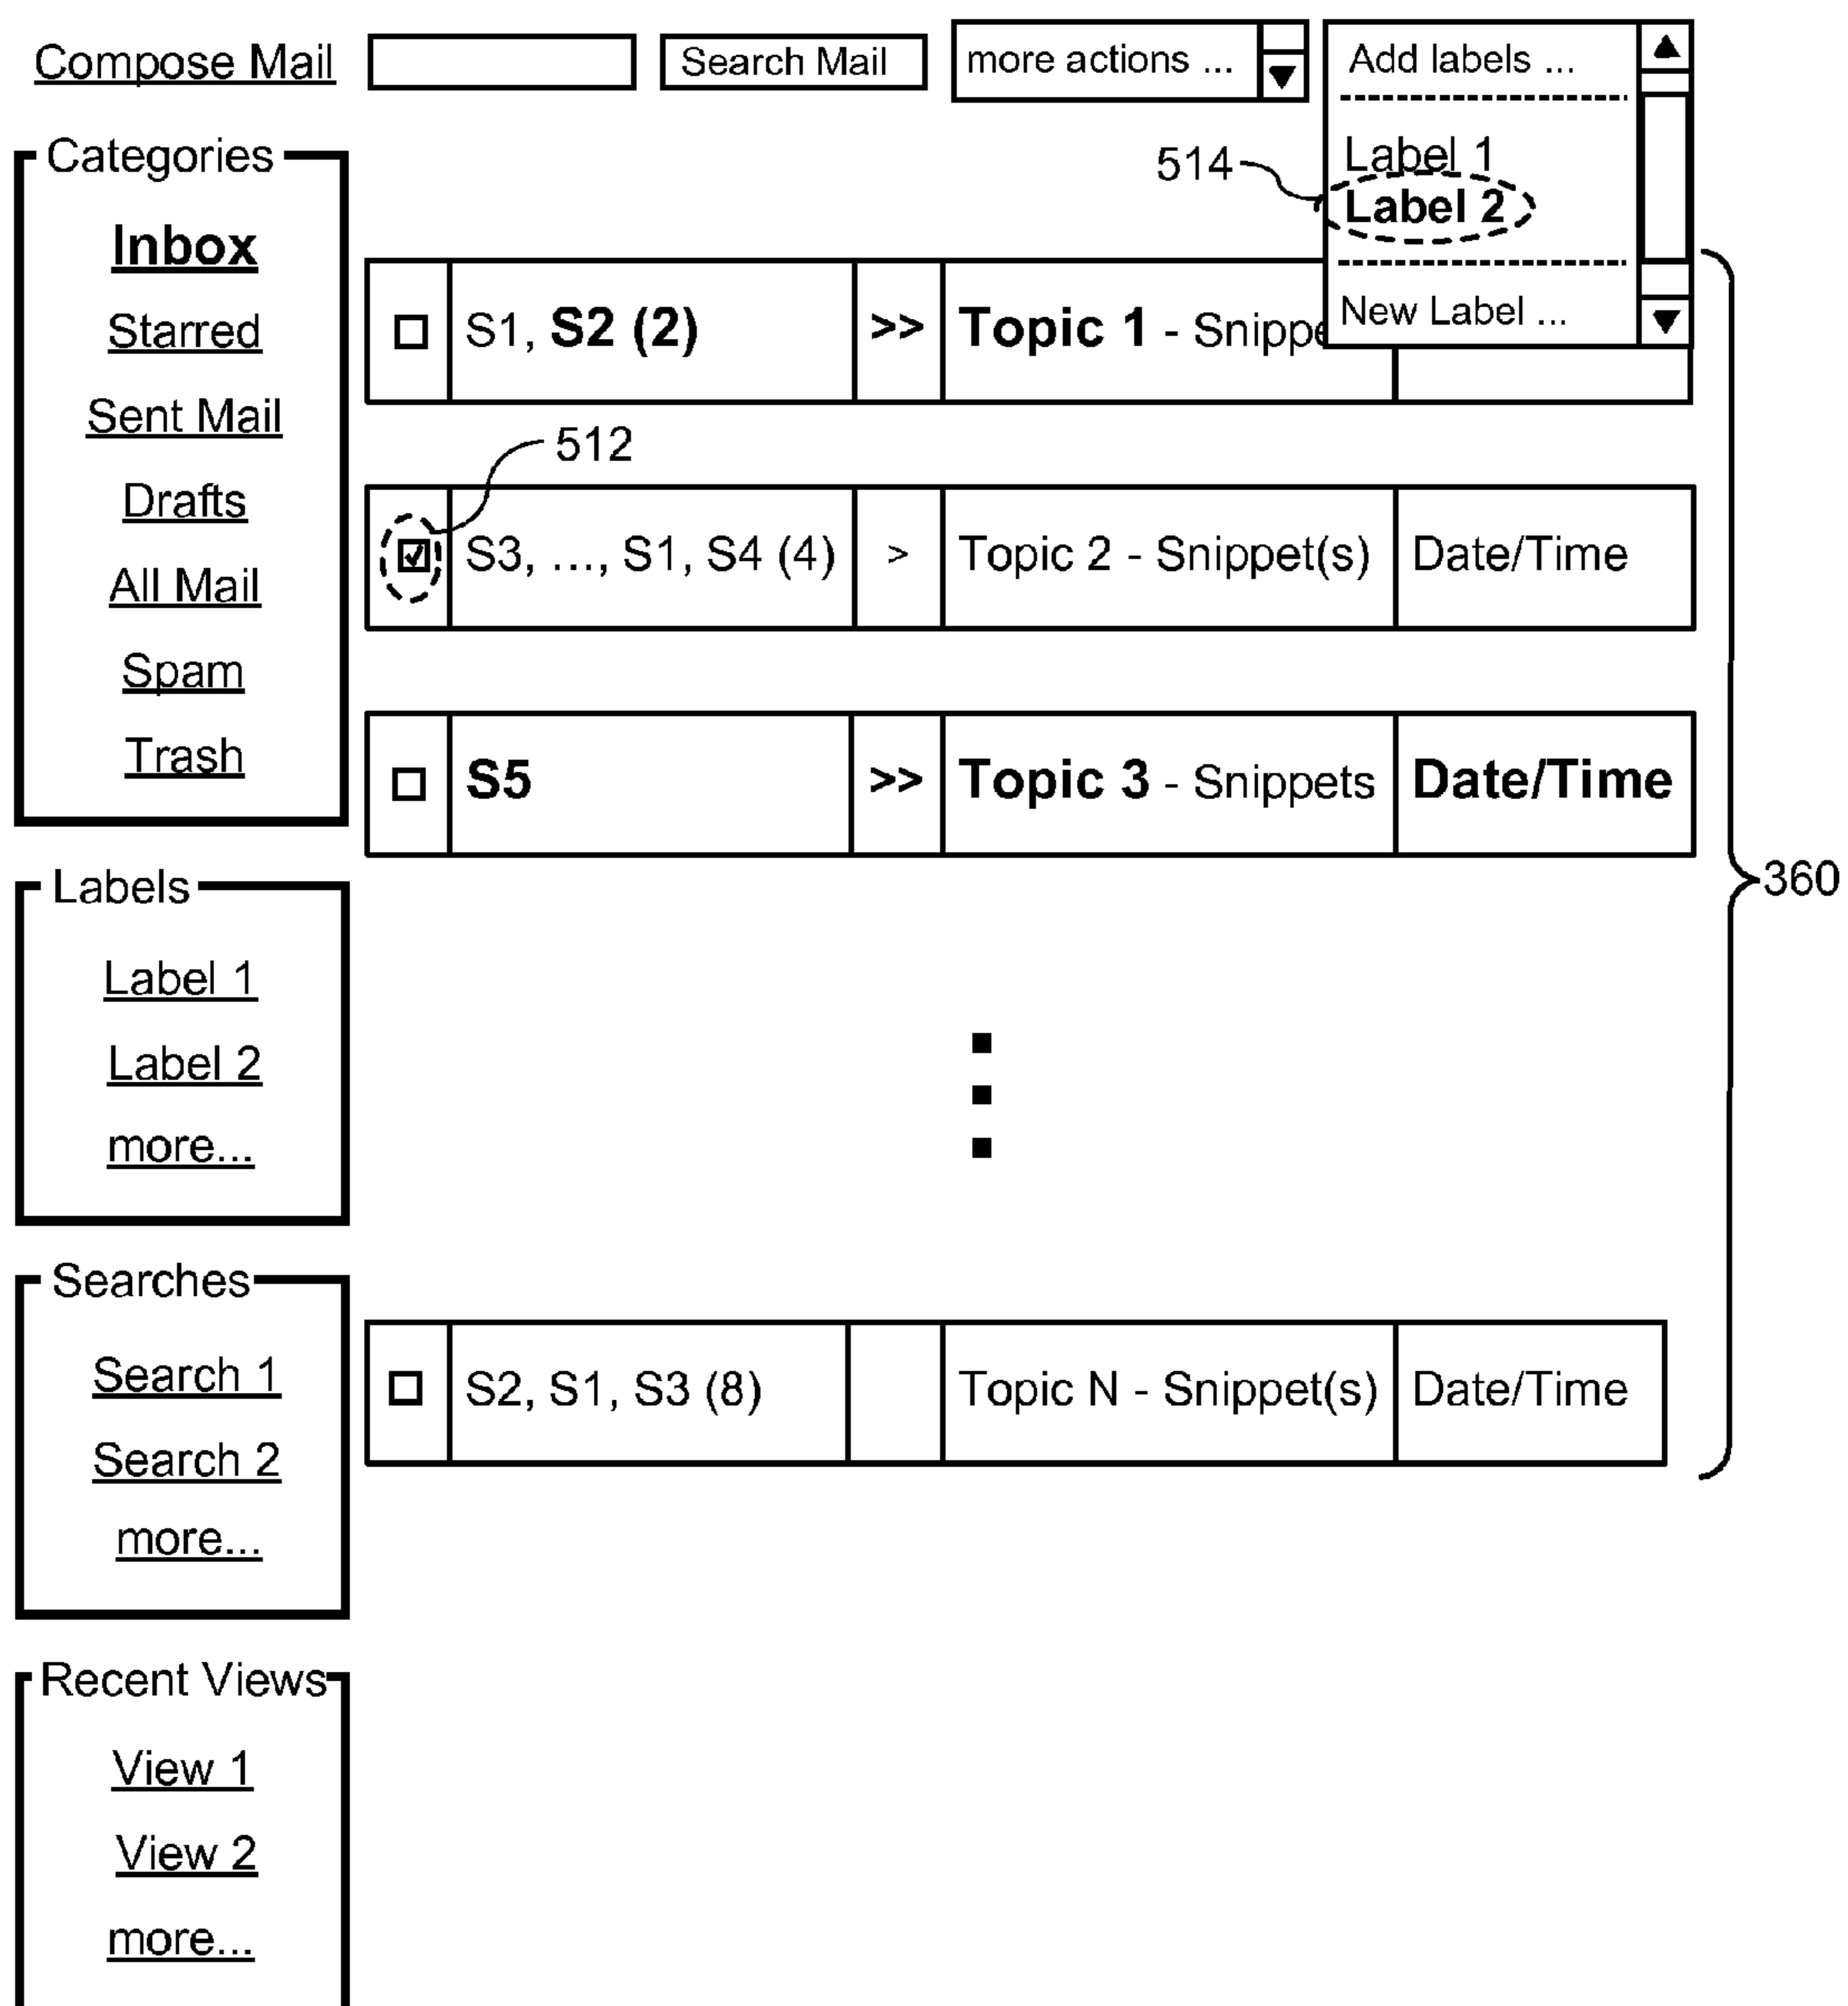 Compose Mail
Search Mail
more actions ...
Add labels ...
Label 1
Label 2
New Label ...
514
Categories
Inbox
Starred
Sent Mail
Drafts
All Mail
Spam
Trash
S1, S2 (2) >> Topic 1 - Snippe
512
S3, ..., S1, S4 (4) > Topic 2 - Snippet(s) Date/Time
S5 >> Topic 3 - Snippets Date/Time
360
Labels
Label 1
Label 2
more...
Searches
Search 1
Search 2
more...
S2, S1, S3 (8) Topic N - Snippet(s) Date/Time
Recent Views
View 1
View 2
more...